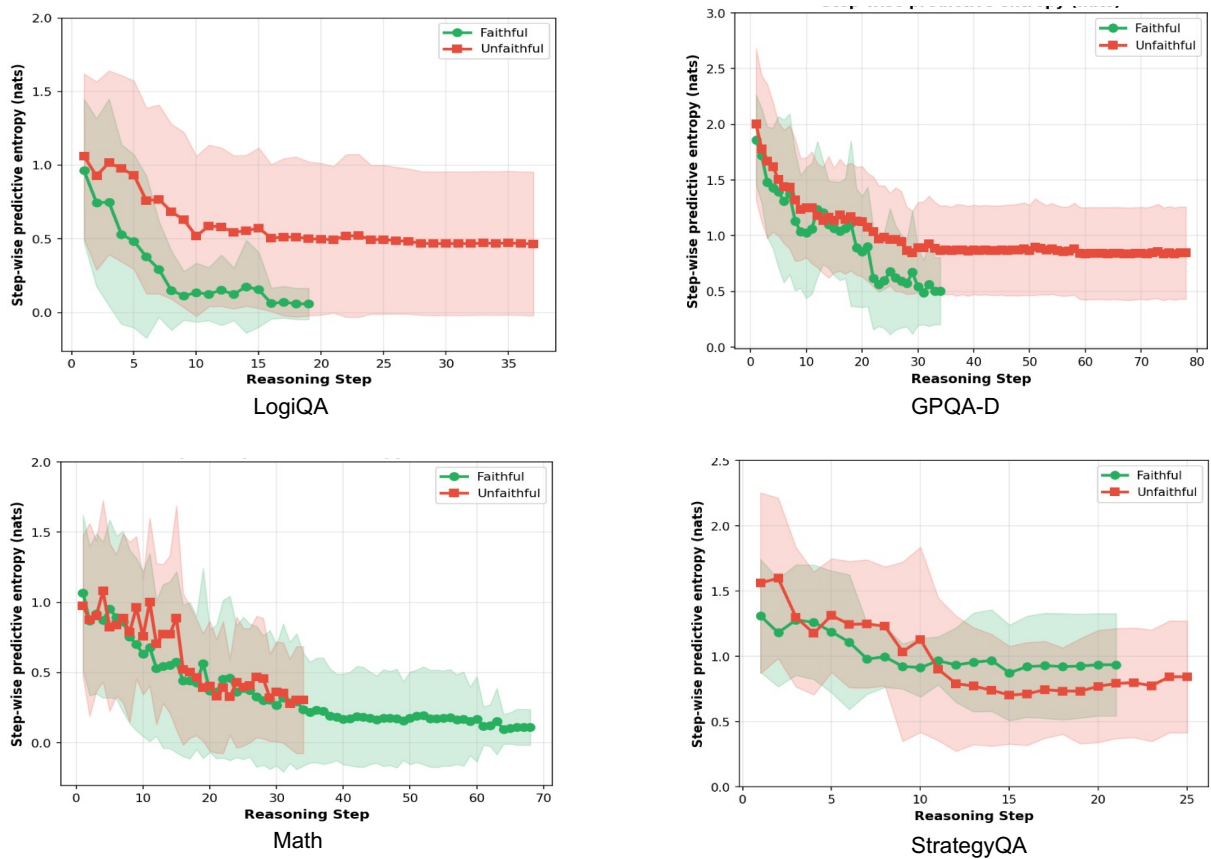 2.0
1.5
1.0
0.5
0.0
Step-wise predictive entropy (nats)
Faithful
Unfaithful
0 5 10 15 20 25 30 35
Reasoning Step
LogiQA
3.0
2.5
2.0
1.5
1.0
0.5
0.0
Step-wise predictive entropy (nats)
Faithful
Unfaithful
0 10 20 30 40 50 60 70 80
Reasoning Step
GPQA-D
2.0
1.5
1.0
0.5
0.0
Step-wise predictive entropy (nats)
Faithful
Unfaithful
0 10 20 30 40 50 60 70
Reasoning Step
Math
2.5
2.0
1.5
1.0
0.5
0.0
Step-wise predictive entropy (nats)
Faithful
Unfaithful
0 5 10 15 20 25
Reasoning Step
StrategyQA